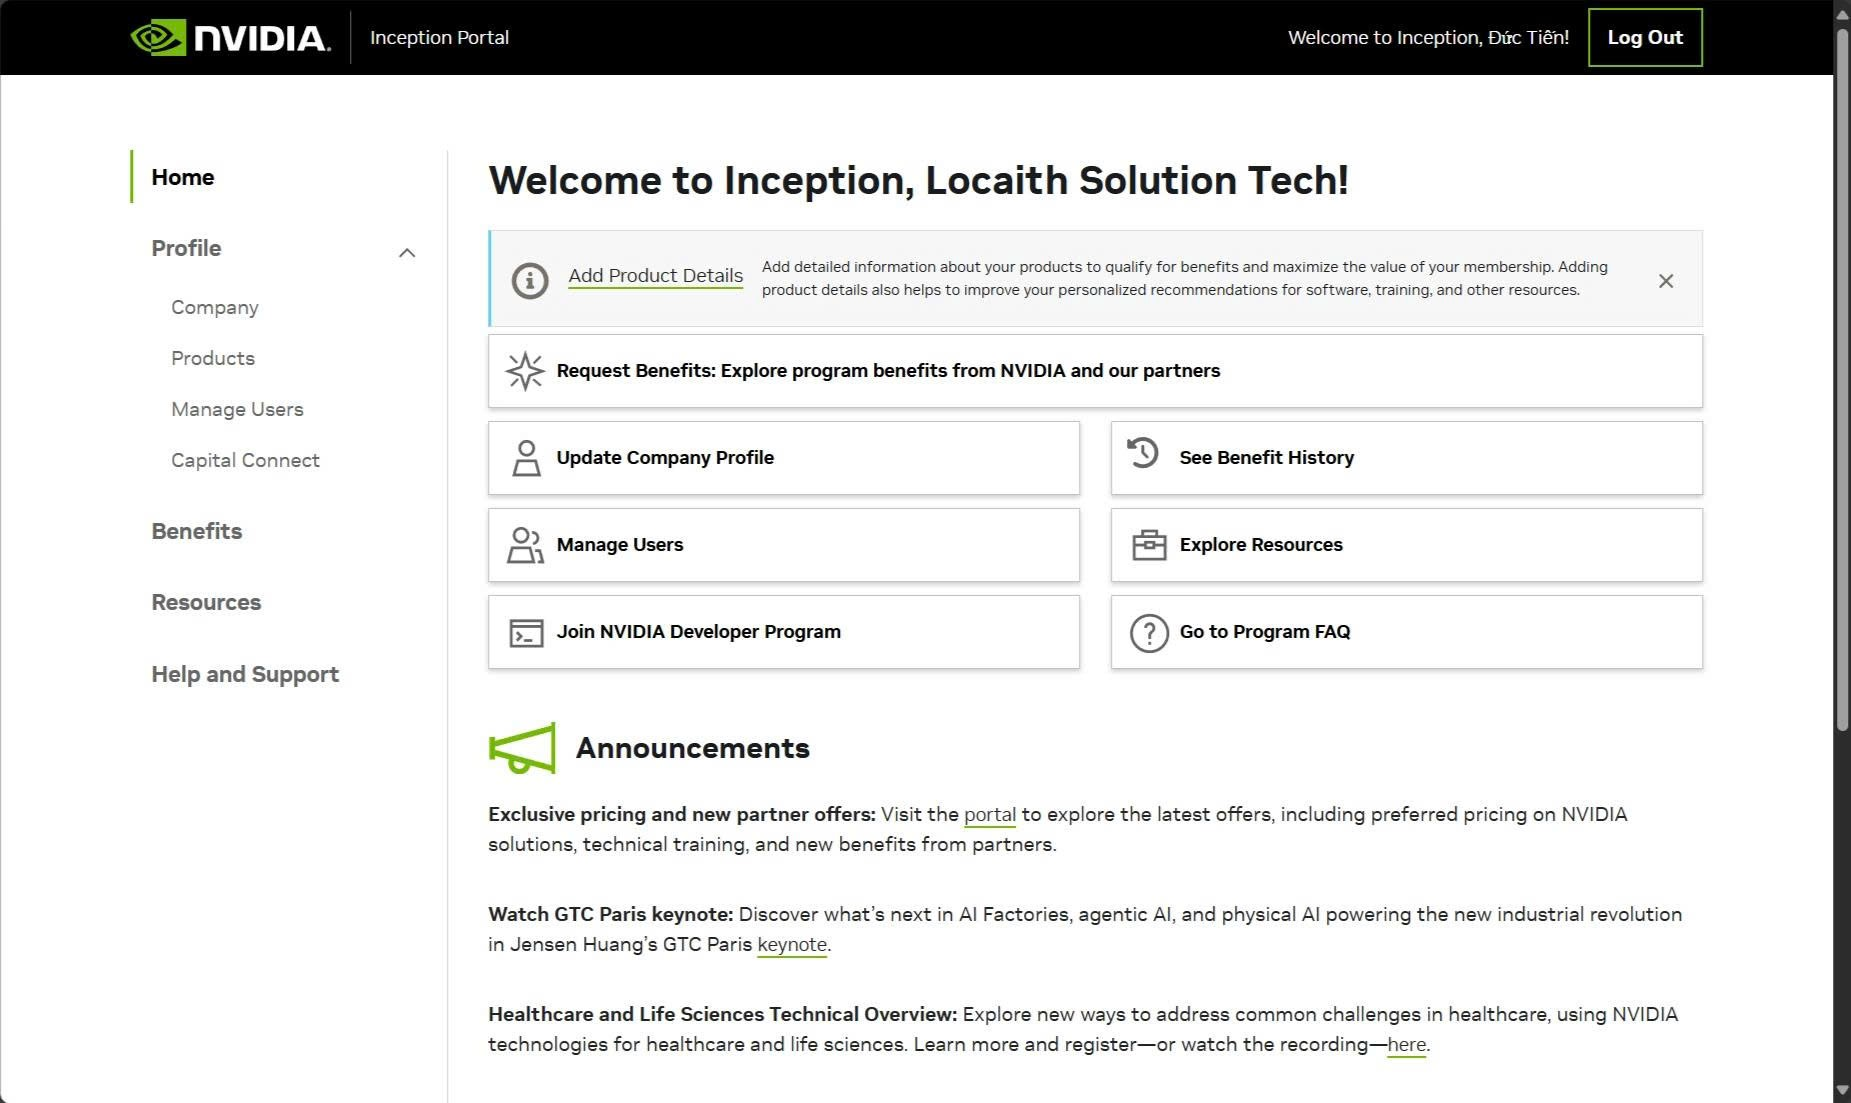 NVIDIA. Inception Portal Welcome to Inception, Đức Tiến! Log Out
Home
Profile
Company
Products
Manage Users
Capital Connect
Benefits
Resources
Help and Support
Welcome to Inception, Locaith Solution Tech!
Add Product Details
Add detailed information about your products to qualify for benefits and maximize the value of your membership. Adding
product details also helps to improve your personalized recommendations for software, training, and other resources.
Request Benefits: Explore program benefits from NVIDIA and our partners
Update Company Profile
See Benefit History
Manage Users
Explore Resources
Join NVIDIA Developer Program
Go to Program FAQ
Announcements
Exclusive pricing and new partner offers: Visit the portal to explore the latest offers, including preferred pricing on NVIDIA
solutions, technical training, and new benefits from partners.
Watch GTC Paris keynote: Discover what’s next in AI Factories, agentic AI, and physical AI powering the new industrial revolution
in Jensen Huang’s GTC Paris keynote.
Healthcare and Life Sciences Technical Overview: Explore new ways to address common challenges in healthcare, using NVIDIA
technologies for healthcare and life sciences. Learn more and register—or watch the recording—here.